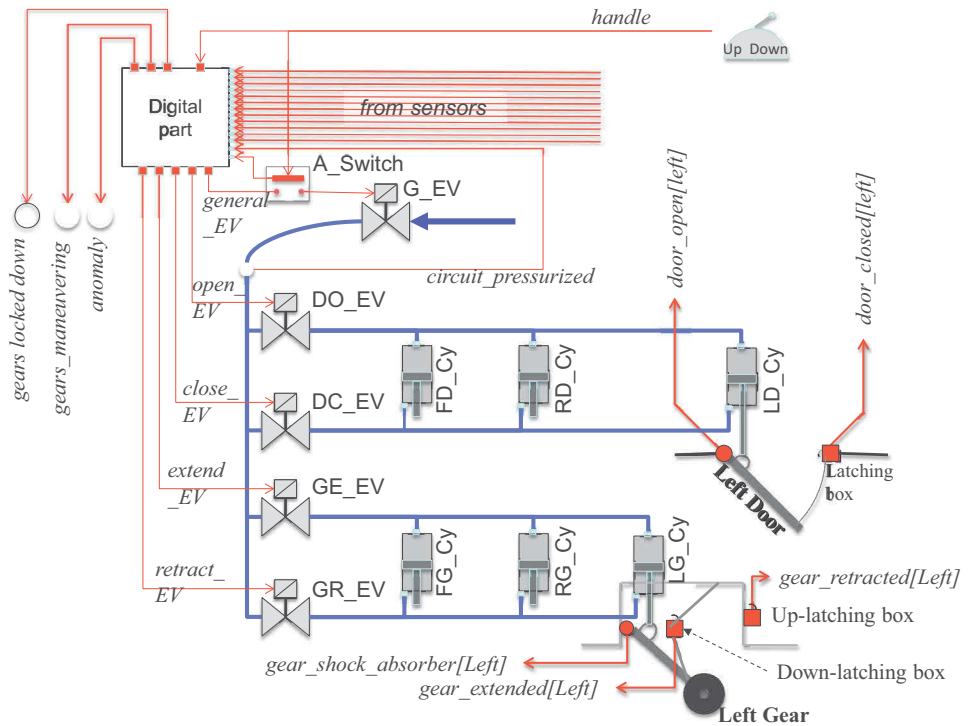 handle
Up Down
Digital
part
from sensors
A_Switch
G_EV
general
_EV
gears locked down
gears_maneuvering
anomaly
circuit_pressurized
door_open[left]
door_closed[left]
open_
EV
DO_EV
FD_Cy
RD_Cy
LD_Cy
close_
EV
DC_EV
Left Door
Latching
box
extend
_EV
GE_EV
FG_Cy
RG_Cy
LG_Cy
retract_
EV
GR_EV
gear_retracted[Left]
Up-latching box
gear_shock_absorber[Left]
Down-latching box
gear_extended[Left]
Left Gear